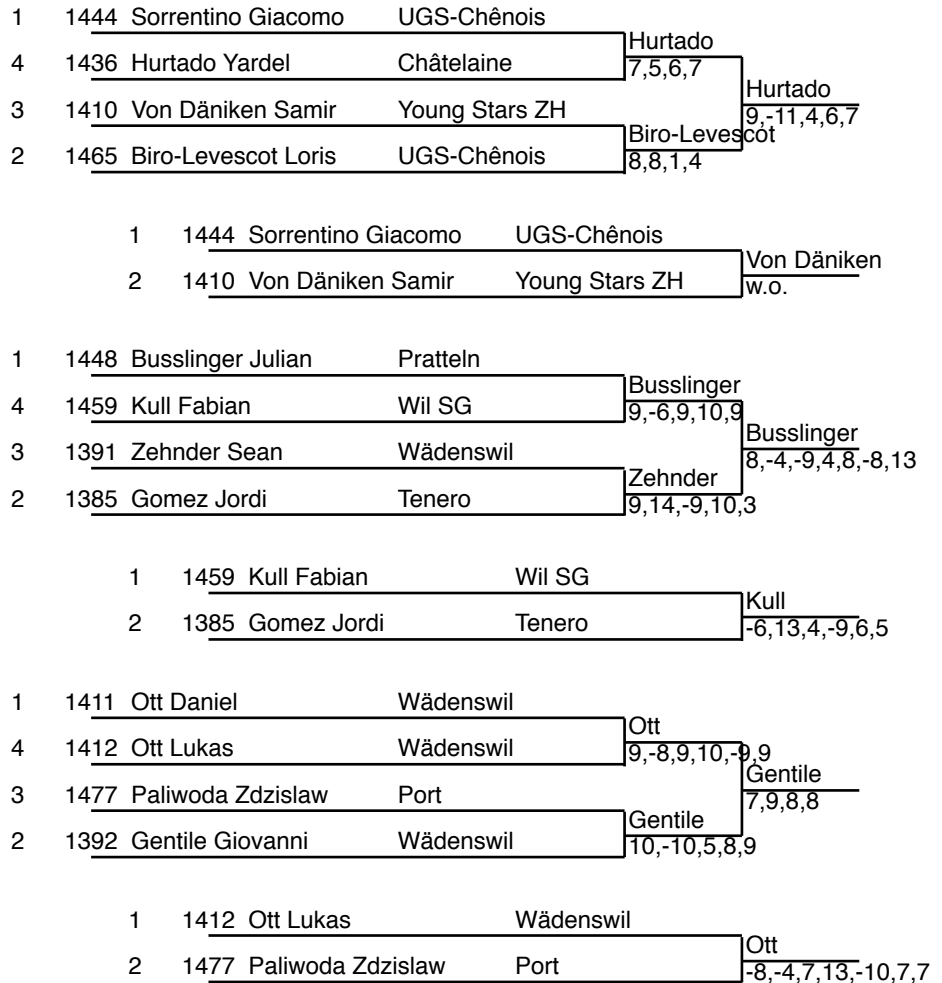 1 1444 Sorrentino Giacomo UGS-Chênois
Hurtado
4 1436 Hurtado Yardel Châtelaine 7,5,6,7
Hurtado
3 1410 Von Däniken Samir Young Stars ZH 9,-11,4,6,7
Biro-Levescot
2 1465 Biro-Levescot Loris UGS-Chênois 8,8,1,4
1 1444 Sorrentino Giacomo UGS-Chênois
Von Däniken
2 1410 Von Däniken Samir Young Stars ZH w.o.
1 1448 Busslinger Julian Pratteln
Busslinger
4 1459 Kull Fabian Wil SG 9,-6,9,10,9
Busslinger
3 1391 Zehnder Sean Wädenswil 8,-4,-9,4,8,-8,13
Zehnder
2 1385 Gomez Jordi Tenero 9,14,-9,10,3
1 1459 Kull Fabian Wil SG
Kull
2 1385 Gomez Jordi Tenero -6,13,4,-9,6,5
1 1411 Ott Daniel Wädenswil
Ott
4 1412 Ott Lukas Wädenswil 9,-8,9,10,-9,9
Gentile
3 1477 Paliwoda Zdzislaw Port 7,9,8,8
Gentile
2 1392 Gentile Giovanni Wädenswil 10,-10,5,8,9
1 1412 Ott Lukas Wädenswil
Ott
2 1477 Paliwoda Zdzislaw Port -8,-4,7,13,-10,7,7